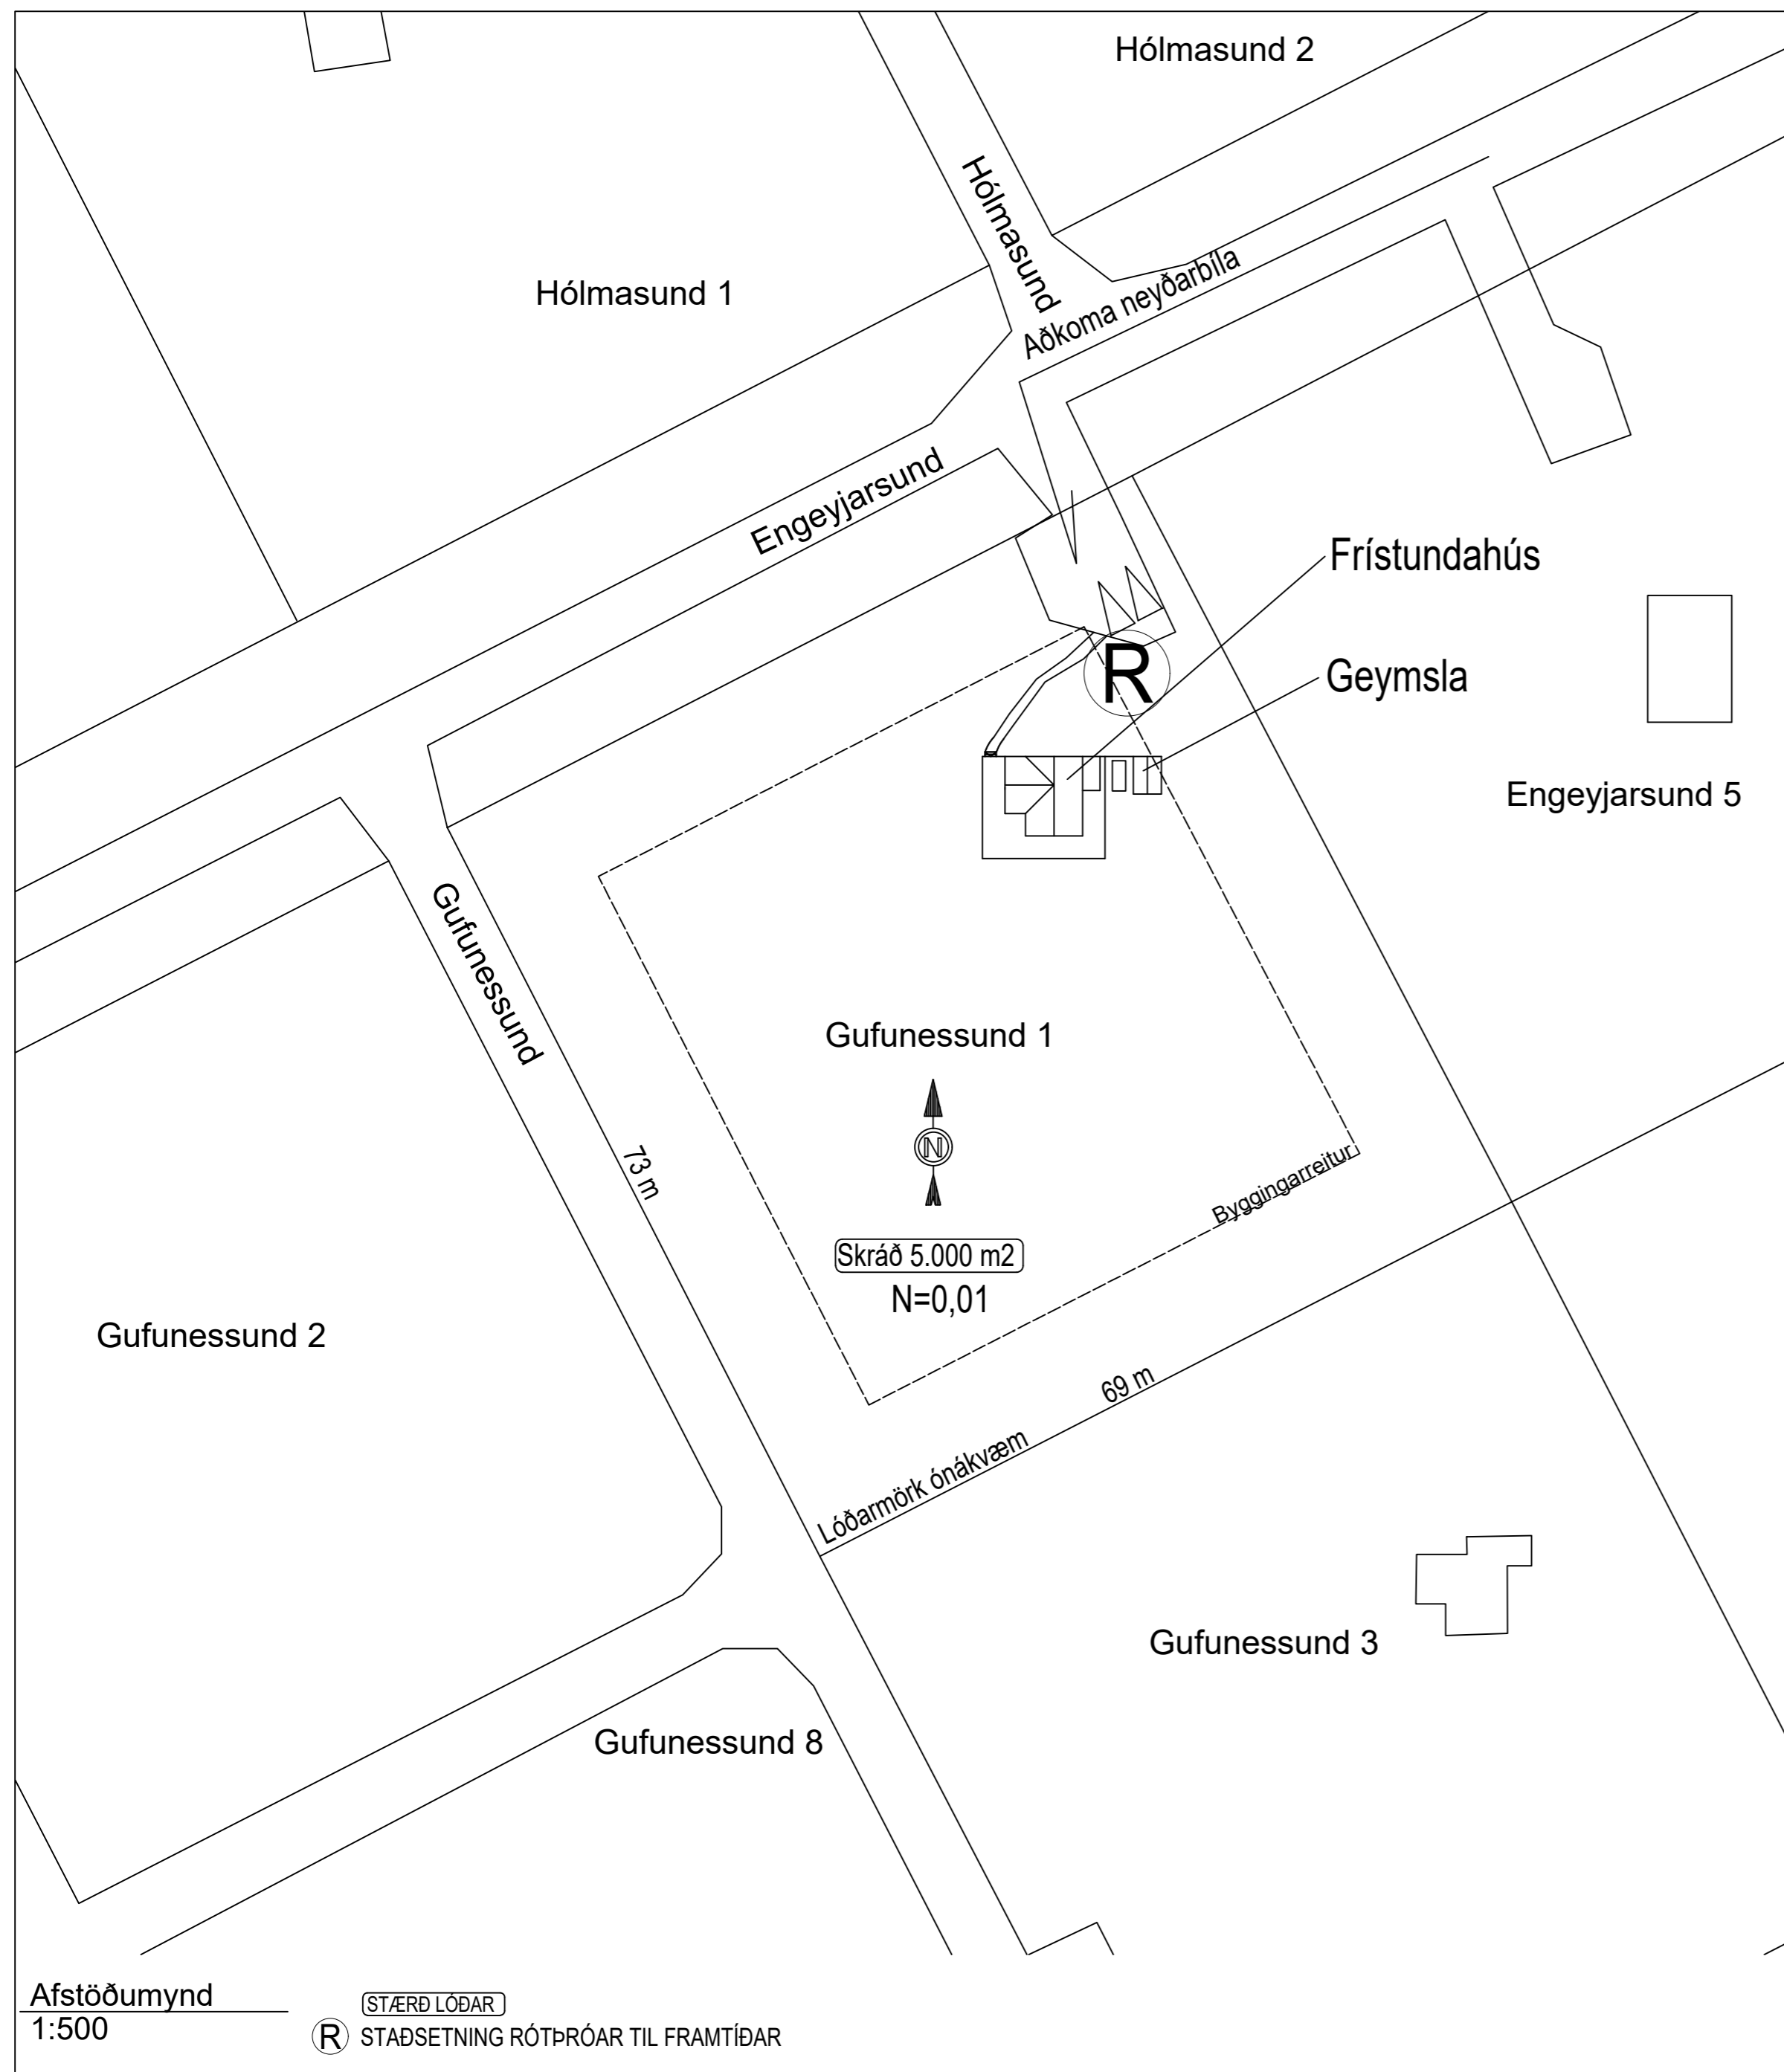 Hólmasund 2
Hólmasund
Aðkoma neyðarbíla
Hólmasund 1
Engeyjarsund
Frístundahús
R
Geymsla
Engeyjarsund 5
Gufunessund
Gufunessund 1
N
73 m
Byggingarreitur
Skráð 5.000 m2
N=0,01
Gufunessund 2
69 m
Lóðarmörk ónákvæm
Gufunessund 3
Gufunessund 8
Afstöðumynd
1:500
STÆRÐ LÓÐAR
R STAÐSETNING RÓTÞRÓAR TIL FRAMTÍÐAR